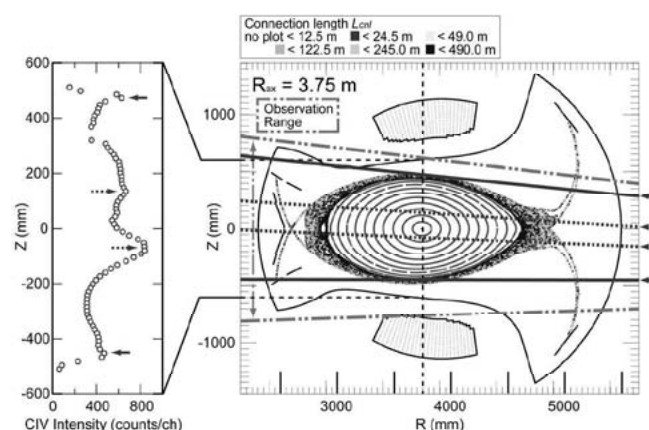 Connection length Lcnl
no plot < 12.5 m < 24.5 m < 49.0 m
< 122.5 m < 245.0 m < 490.0 m
Rax = 3.75 m
Observation
Range
Z (mm)
600
400
200
0
-200
-400
-600
0 400 800
CIV Intensity (counts/ch)
Z (mm)
1000
0
-1000
3000 4000 5000
R (mm)